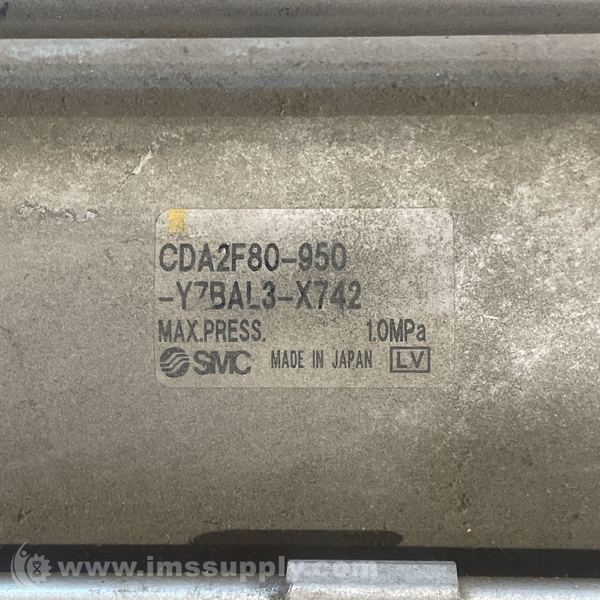 CDA2F80-950
-Y7BAL3-X742
MAX.PRESS. 1.0MPa
SMC MADE IN JAPAN LV
www.imssupply.com